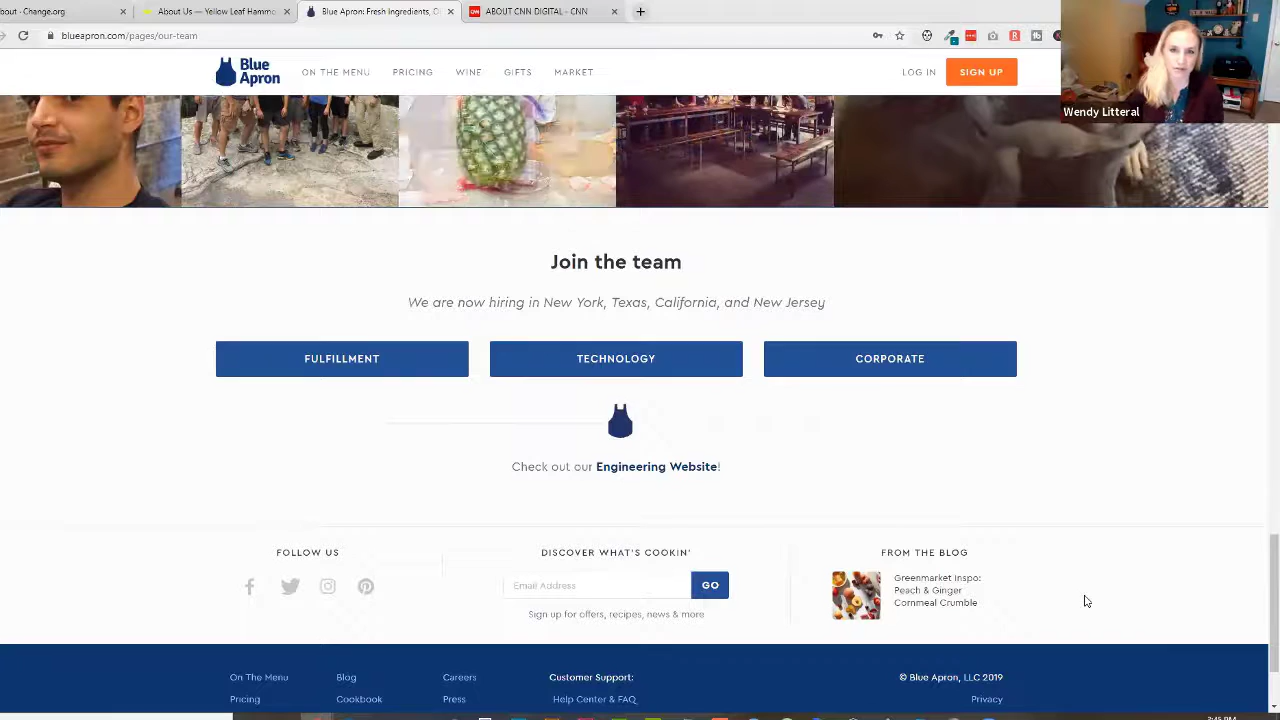 bout - Change.org
About Us — Yellow Leaf Hamm
Blue Apron: Fresh Ingredients, O
ABOUT CNN DIGITAL - CNN
blueapron.com/pages/our-team
Blue Apron
ON THE MENU PRICING WINE GIFTS MARKET
LOG IN SIGN UP
Wendy Litteral
Join the team
We are now hiring in New York, Texas, California, and New Jersey
FULFILLMENT TECHNOLOGY CORPORATE
Check out our Engineering Website!
FOLLOW US
DISCOVER WHAT'S COOKIN'
Email Address GO
Sign up for offers, recipes, news & more
FROM THE BLOG
Greenmarket Inspo:
Peach & Ginger
Cornmeal Crumble
On The Menu Blog Careers Customer Support: © Blue Apron, LLC 2019
Pricing Cookbook Press Help Center & FAQ Privacy